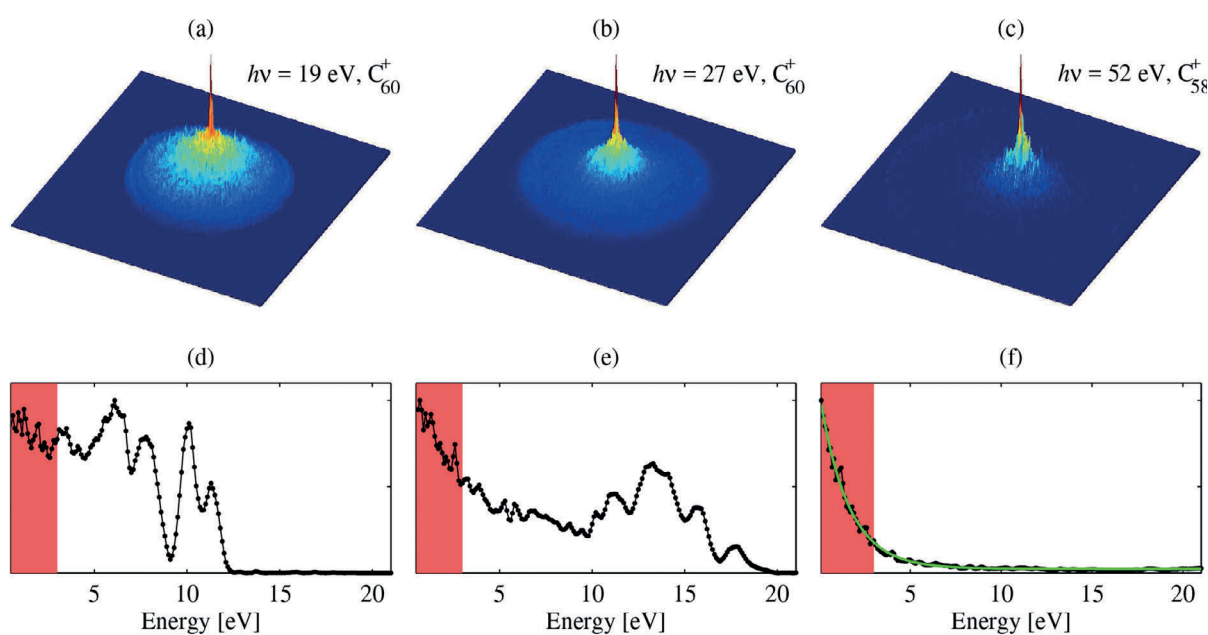 (a)
hν = 19 eV, C₆₀⁺
(b)
hν = 27 eV, C₆₀⁺
(c)
hν = 52 eV, C₅₈⁺
(d)
5 10 15 20
Energy [eV]
(e)
5 10 15 20
Energy [eV]
(f)
5 10 15 20
Energy [eV]